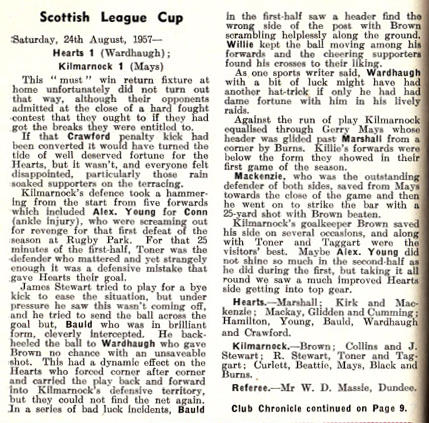 Scottish League Cup
Saturday, 24th August, 1957—
Hearts 1 (Wardhaugh);
Kilmarnock 1 (Mays)
This "must" win return fixture at
home unfortunately did not turn out
that way, although their opponents
admitted at the close of a hard fought
contest that they ought to if they had
got the breaks they were entitled to.
If that Crawford penalty kick had
been converted it would have turned the
tide of well deserved fortune for the
Hearts, but it wasn't, and everyone felt
disappointed, particularly those rain
soaked supporters on the terracing.
Kilmarnock's defence took a hammer-
ing from the start from five forwards
which included Alex. Young for Conn
(ankle injury), who were screaming out
for revenge for that first defeat of the
season at Rugby Park. For that 25
minutes of the first-half, Toner was the
defender who mattered and yet strangely
enough it was a defensive mistake that
gave Hearts their goal.
James Stewart tried to play for a bye
kick to ease the situation, but under
pressure he saw this wasn't coming off,
and he tried to send the ball across the
goal but, Bauld who was in brilliant
form, cleverly intercepted. He back-
heeled the ball to Wardhaugh who gave
Brown no chance with an unsaveable
shot. This had a dynamic effect on the
Hearts who forced corner after corner
and carried the play back and forward
into Kilmarnock's defensive territory,
but they could not find the net again.
In a series of bad luck incidents, Bauld
in the first-half saw a header find the
wrong side of the post with Brown
scrambling helplessly along the ground.
Willie kept the ball moving among his
forwards and the cheering supporters
found his crosses to their liking.
As one sports writer said, Wardhaugh
with a bit of luck might have had
another hat-trick if only he had had
dame fortune with him in his lively
raids.
Against the run of play Kilmarnock
equalised through Gerry Mays whose
header was glided past Marshall from a
corner by Burns. Killie's forwards were
below the form they showed in their
first game of the season.
Mackenzie, who was the outstanding
defender of both sides, saved from Mays
towards the close of the game and then
he went on to strike the bar with a
25-yard shot with Brown beaten.
Kilmarnock's goalkeeper Brown saved
his side on several occasions, and along
with Toner and Taggart were the
visitors' best. Maybe Alex. Young did
not shine so much in the second-half as
he did during the first, but taking it all
round we saw a much improved Hearts
side getting into top gear.
Hearts.—Marshall; Kirk and Mac-
kenzie; Mackay, Glidden and Cumming;
Hamilton, Young, Bauld, Wardhaugh
and Crawford.
Kilmarnock.—Brown; Collins and J.
Stewart; R. Stewart, Toner and Tag-
gart; Curlett, Beattie, Mays, Black and
Burns.
Referee.—Mr W. D. Massie, Dundee.
Club Chronicle continued on Page 9.